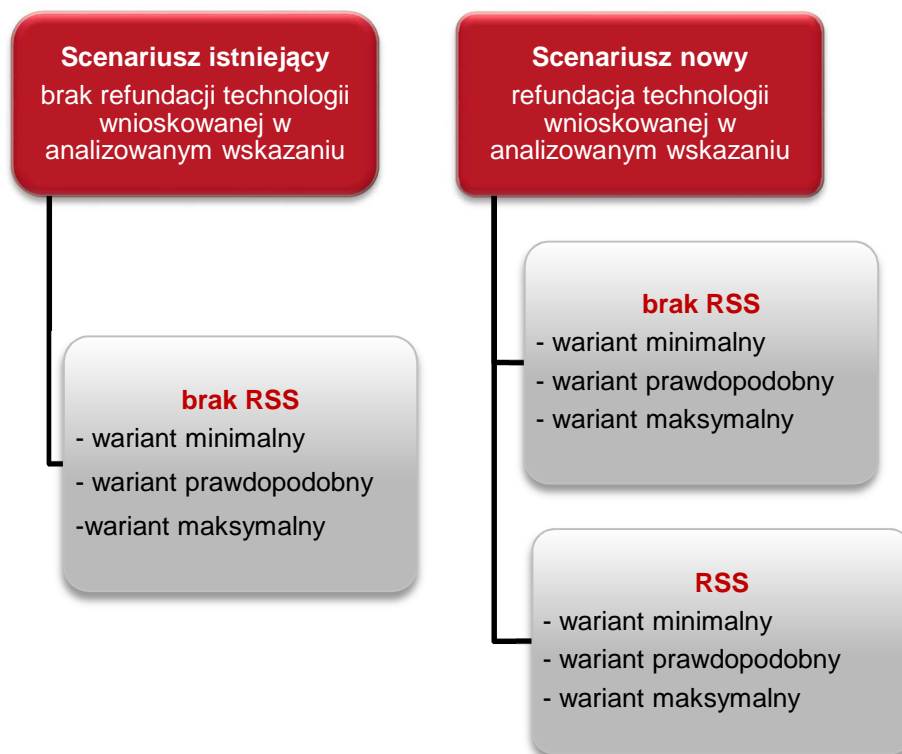 Scenariusz istniejący
brak refundacji technologii
wnioskowanej w
analizowanym wskazaniu
brak RSS
- wariant minimalny
- wariant prawdopodobny
-wariant maksymalny
Scenariusz nowy
refundacja technologii
wnioskowanej w
analizowanym wskazaniu
brak RSS
- wariant minimalny
- wariant prawdopodobny
- wariant maksymalny
RSS
- wariant minimalny
- wariant prawdopodobny
- wariant maksymalny